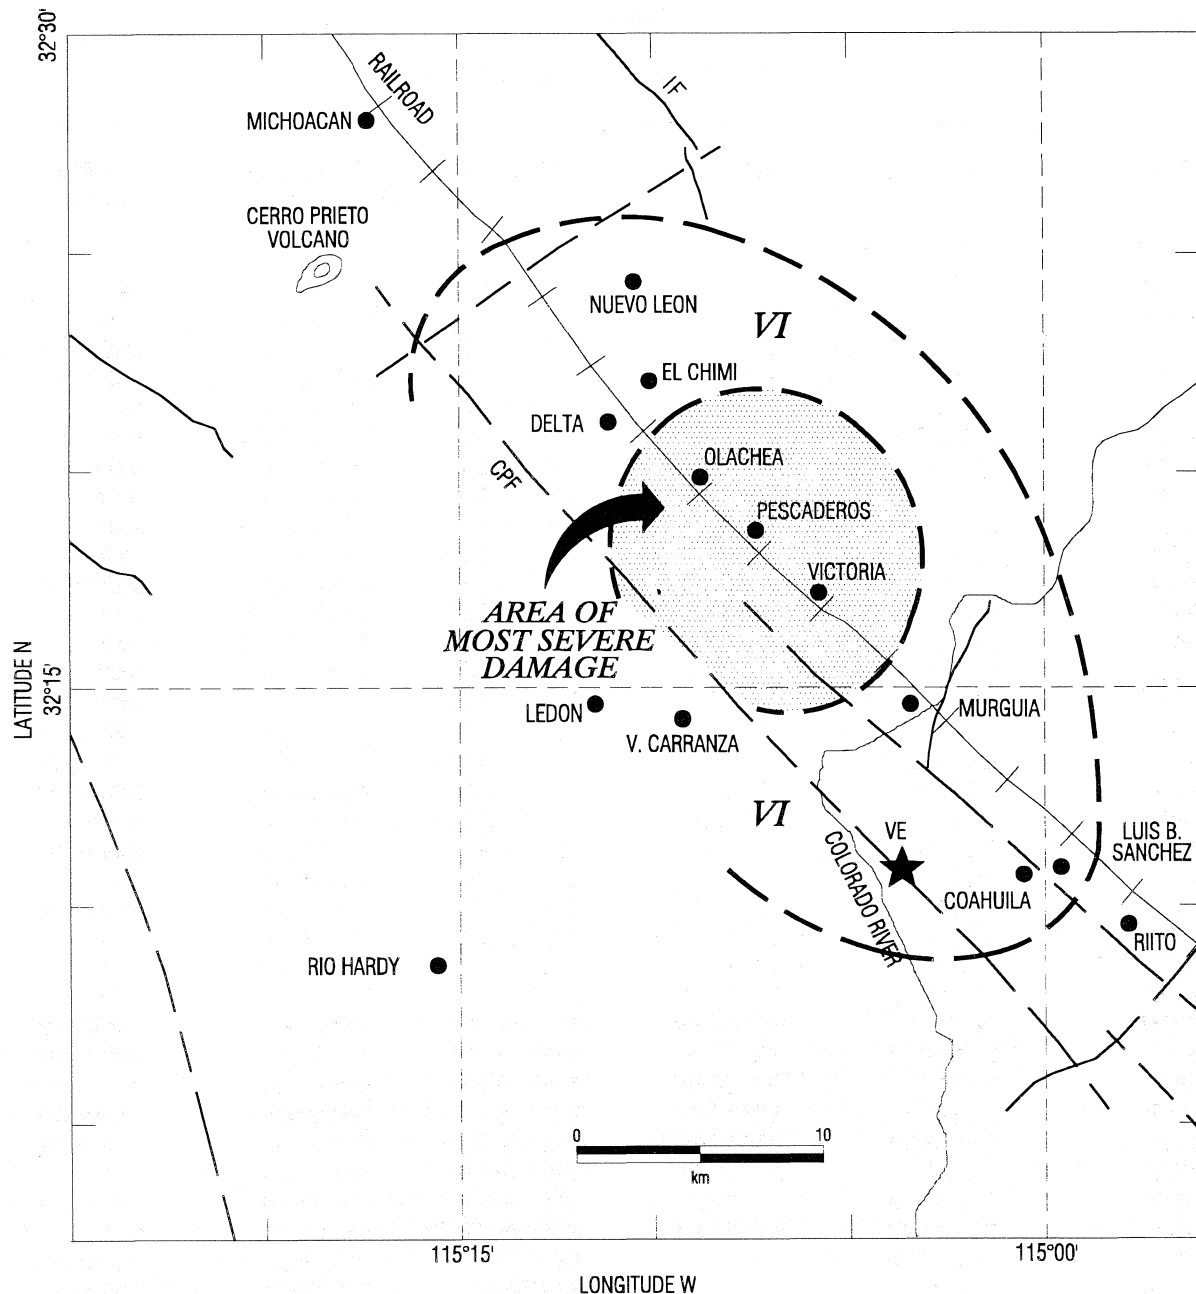 32°30'
RAILROAD
IF
MICHOACAN
CERRO PRIETO
VOLCANO
NUEVO LEON
VI
EL CHIMI
DELTA
OLACHEA
CPF
PESCADEROS
VICTORIA
AREA OF
MOST SEVERE
DAMAGE
LATITUDE N
32°15'
LEDON
V. CARRANZA
MURGUIA
VI
VE
LUIS B.
SANCHEZ
COLORADO RIVER
COAHUILA
RIITO
RIO HARDY
0 10
km
115°15' 115°00'
LONGITUDE W